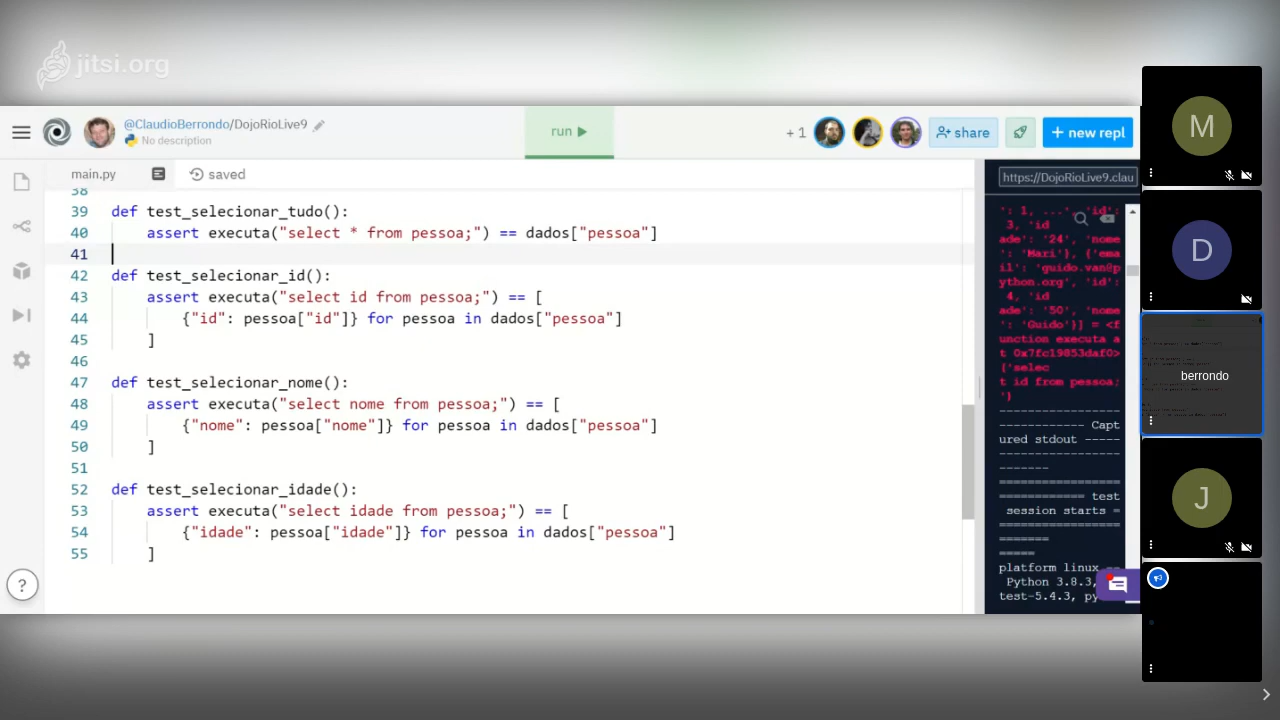 jitsi.org
@ClaudioBerrondo/DojoRioLive9
No description
run
+ 1
share
+ new repl
main.py
saved
https://DojoRioLive9.clau
38
39 def test_selecionar_tudo():
40 assert executa("select * from pessoa;") == dados["pessoa"]
41
42 def test_selecionar_id():
43 assert executa("select id from pessoa;") == [
44 {"id": pessoa["id"]} for pessoa in dados["pessoa"]
45 ]
46
47 def test_selecionar_nome():
48 assert executa("select nome from pessoa;") == [
49 {"nome": pessoa["nome"]} for pessoa in dados["pessoa"]
50 ]
51
52 def test_selecionar_idade():
53 assert executa("select idade from pessoa;") == [
54 {"idade": pessoa["idade"]} for pessoa in dados["pessoa"]
55 ]
?
': 1, ...', 'id':
3, 'id
ade': '24', 'nome
': 'Mari'}, {'ema
il': 'guido.van@p
ython.org', 'id':
4, 'id
ade': '50', 'nome
': 'Guido'}] = <f
unction executa a
t 0x7fc19853daf0>
('selec
t id from pessoa;
')
------------------
------------- Capt
ured stdout -----
------------------
-------
==================
============ test
session starts =
==================
=======
=====
platform linux --
Python 3.8.3,
test-5.4.3, py
M
D
berrondo
J